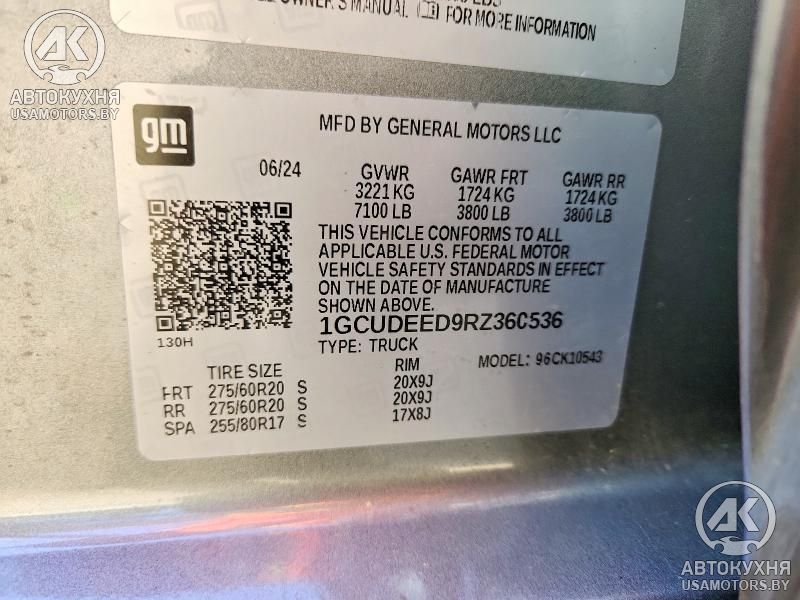 OWNER'S MANUAL FOR MORE INFORMATION
AK
АВТОКУХНЯ
USAMOTORS.BY
gm
MFD BY GENERAL MOTORS LLC
06/24 GVWR GAWR FRT GAWR RR
3221 KG 1724 KG 1724 KG
7100 LB 3800 LB 3800 LB
THIS VEHICLE CONFORMS TO ALL
APPLICABLE U.S. FEDERAL MOTOR
VEHICLE SAFETY STANDARDS IN EFFECT
ON THE DATE OF MANUFACTURE
SHOWN ABOVE.
1GCUDEED9RZ360536
130H
TYPE: TRUCK MODEL: 96CK10543
TIRE SIZE RIM
FRT 275/60R20 S 20X9J
RR 275/60R20 S 20X9J
SPA 255/80R17 S 17X8J
AK
АВТОКУХНЯ
USAMOTORS.BY